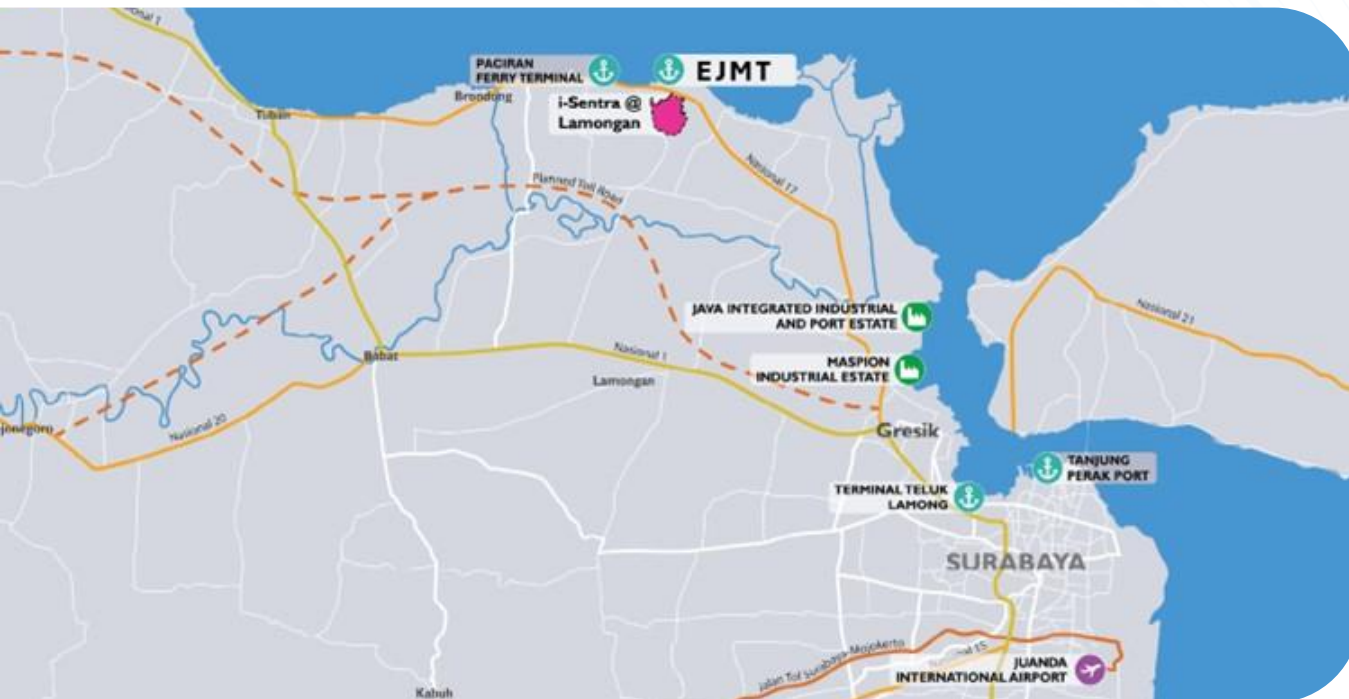 onal 1
PACIRAN
FERRY TERMINAL
EJMT
Brondong
i-Sentra @
Lamongan
Tuban
Nasional 17
Planned Toll Road
JAVA INTEGRATED INDUSTRIAL
AND PORT ESTATE
Nasional 21
Nasional 1
Babat
MASPION
INDUSTRIAL ESTATE
Lamongan
Nasional 20
jonegoro
Gresik
TANJUNG
PERAK PORT
TERMINAL TELUK
LAMONG
SURABAYA
Jalan Tol Surabaya-Mojokerto
Nasional 15
JUANDA
INTERNATIONAL AIRPORT
Kabuh